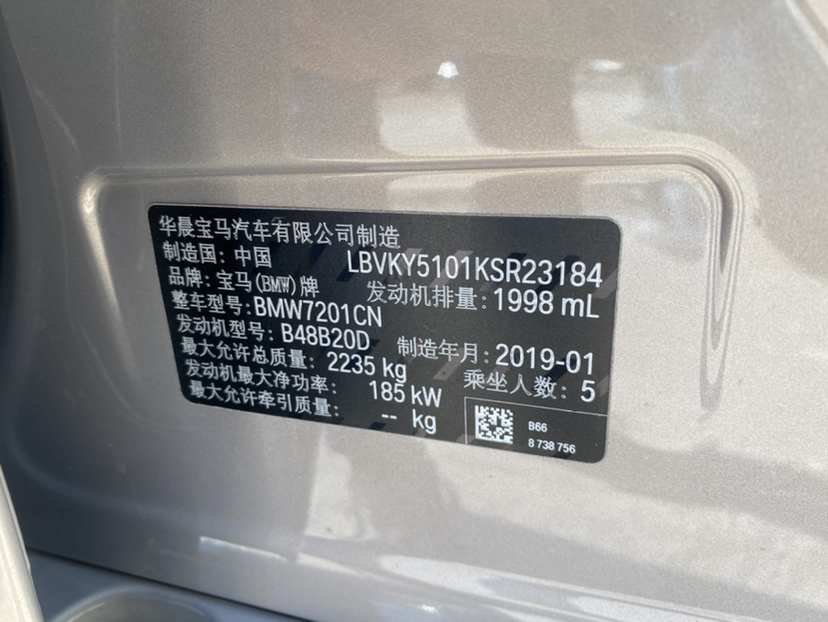 华晨宝马汽车有限公司制造
制造国: 中国 LBVKY5101KSR23184
品牌: 宝马(BMW)牌 发动机排量: 1998 mL
整车型号: BMW7201CN
发动机型号: B48B20D 制造年月: 2019-01
最大允许总质量: 2235 kg 乘坐人数: 5
发动机最大净功率: 185 kW
最大允许牵引质量: -- kg
B66
8 738 756